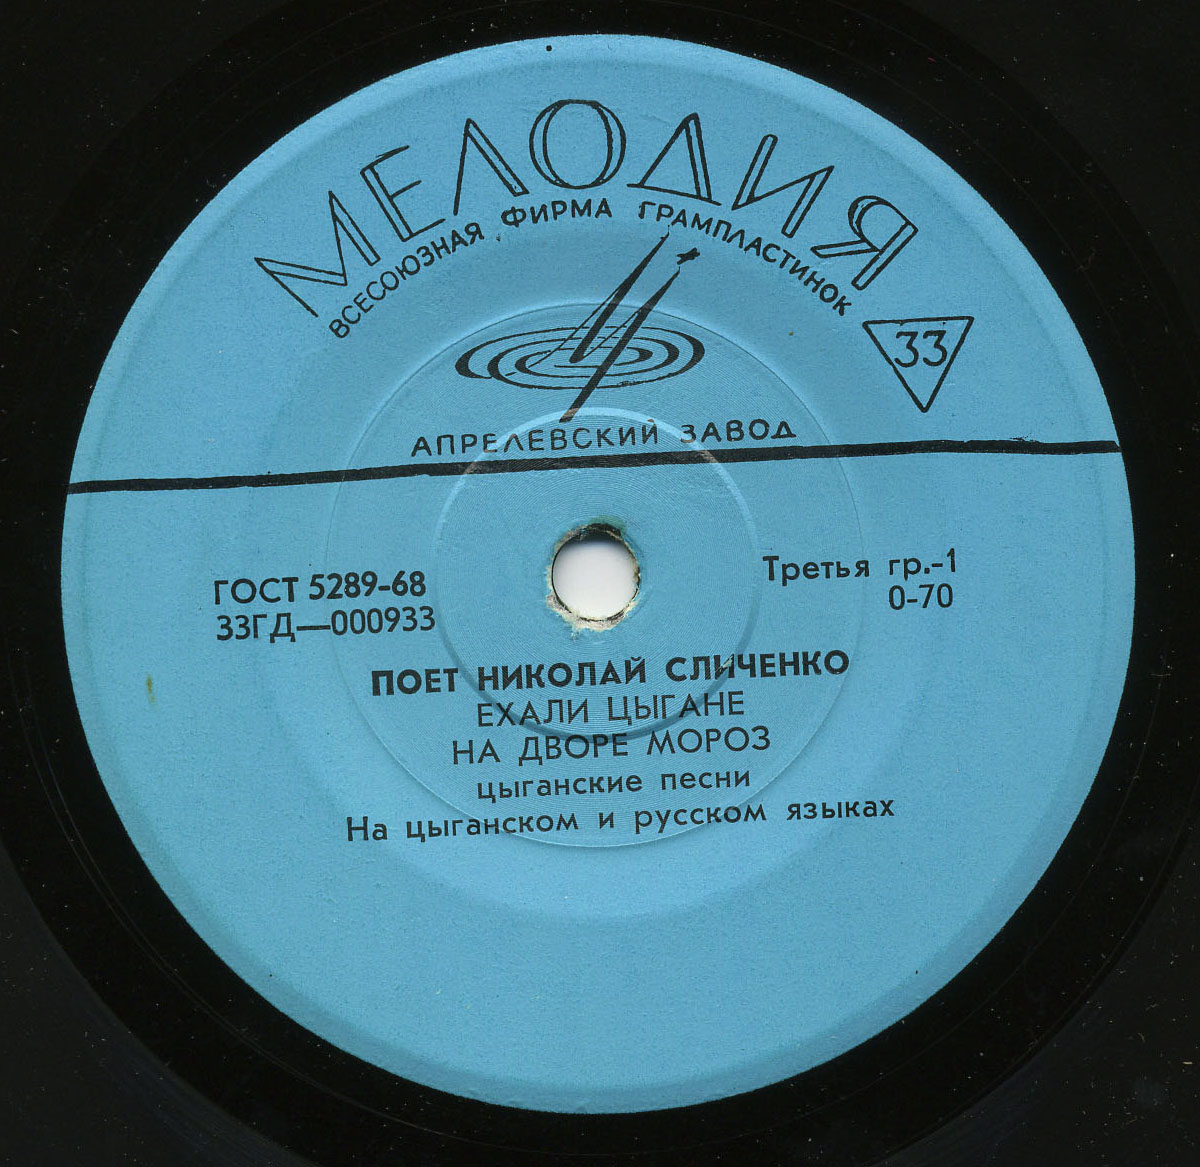 МЕЛОДИЯ
ВСЕСОЮЗНАЯ ФИРМА ГРАМПЛАСТИНОК
33
АПРЕЛЕВСКИЙ ЗАВОД
ГОСТ 5289-68
33ГД—000933
Третья гр.-1
0-70
ПОЕТ НИКОЛАЙ СЛИЧЕНКО
ЕХАЛИ ЦЫГАНЕ
НА ДВОРЕ МОРОЗ
цыганские песни
На цыганском и русском языках